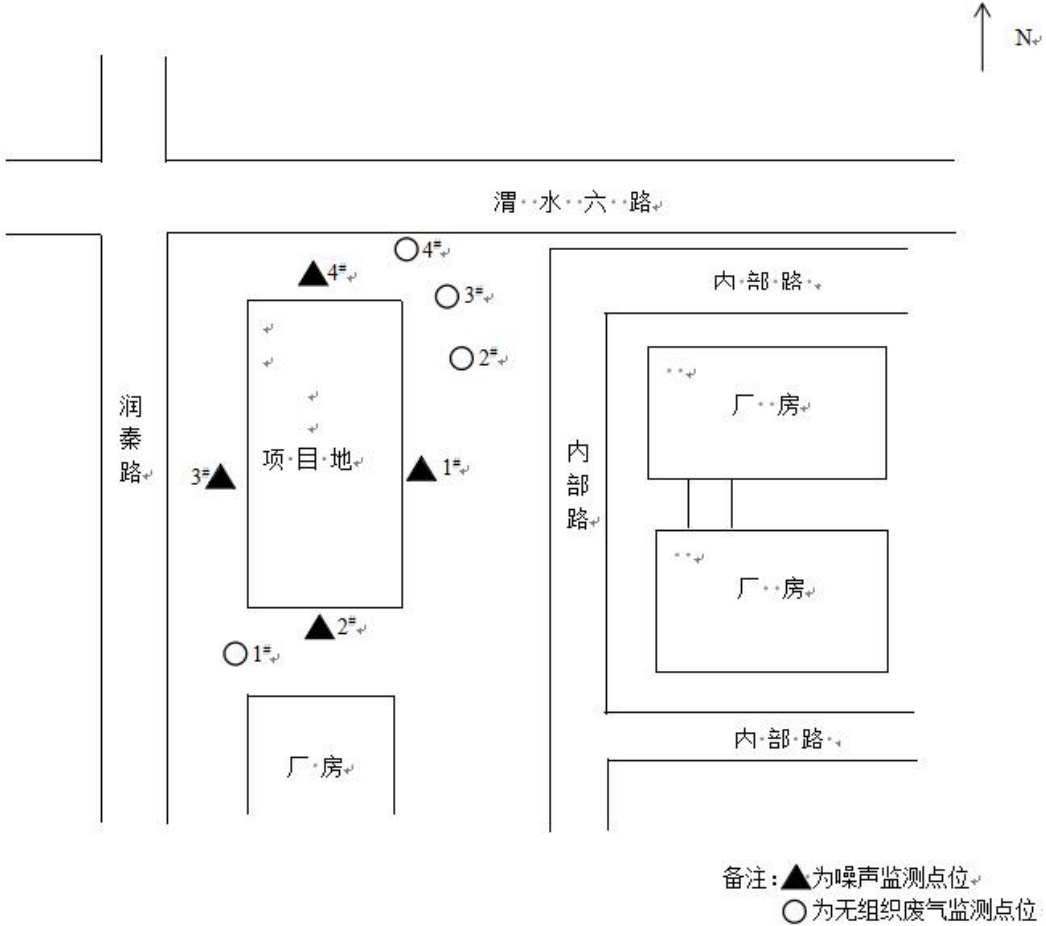 N
渭水六路
4#
4#
3#
内部路
2#
厂房
润秦路
项目地
内部路
3#
1#
厂房
2#
1#
厂房
内部路
备注：▲为噪声监测点位
○为无组织废气监测点位